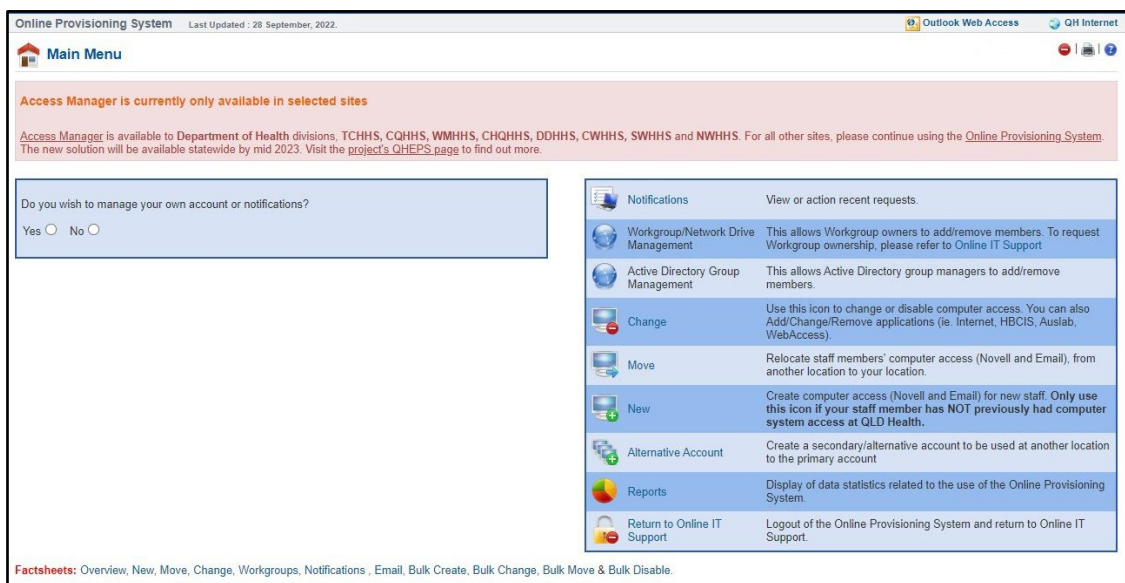 Online Provisioning System Last Updated : 28 September, 2022. Outlook Web Access QH Internet
Main Menu
Access Manager is currently only available in selected sites
Access Manager is available to Department of Health divisions, TCHHS, CQHHS, WMHHS, CHQHHS, DDHHS, CWHHS, SWHHS and NWHHS. For all other sites, please continue using the Online Provisioning System.
The new solution will be available statewide by mid 2023. Visit the project's QHEPS page to find out more.
Do you wish to manage your own account or notifications?
Yes No
Notifications View or action recent requests.
Workgroup/Network Drive This allows Workgroup owners to add/remove members. To request
Management Workgroup ownership, please refer to Online IT Support
Active Directory Group This allows Active Directory group managers to add/remove
Management members.
Use this icon to change or disable computer access. You can also
Change Add/Change/Remove applications (ie. Internet, HBCIS, Auslab,
WebAccess).
Move Relocate staff members' computer access (Novell and Email), from
another location to your location.
Create computer access (Novell and Email) for new staff. Only use
New this icon if your staff member has NOT previously had computer
system access at QLD Health.
Alternative Account Create a secondary/alternative account to be used at another location
to the primary account
Reports Display of data statistics related to the use of the Online Provisioning
System.
Return to Online IT Logout of the Online Provisioning System and return to Online IT
Support Support.
Factsheets: Overview, New, Move, Change, Workgroups, Notifications , Email, Bulk Create, Bulk Change, Bulk Move & Bulk Disable.